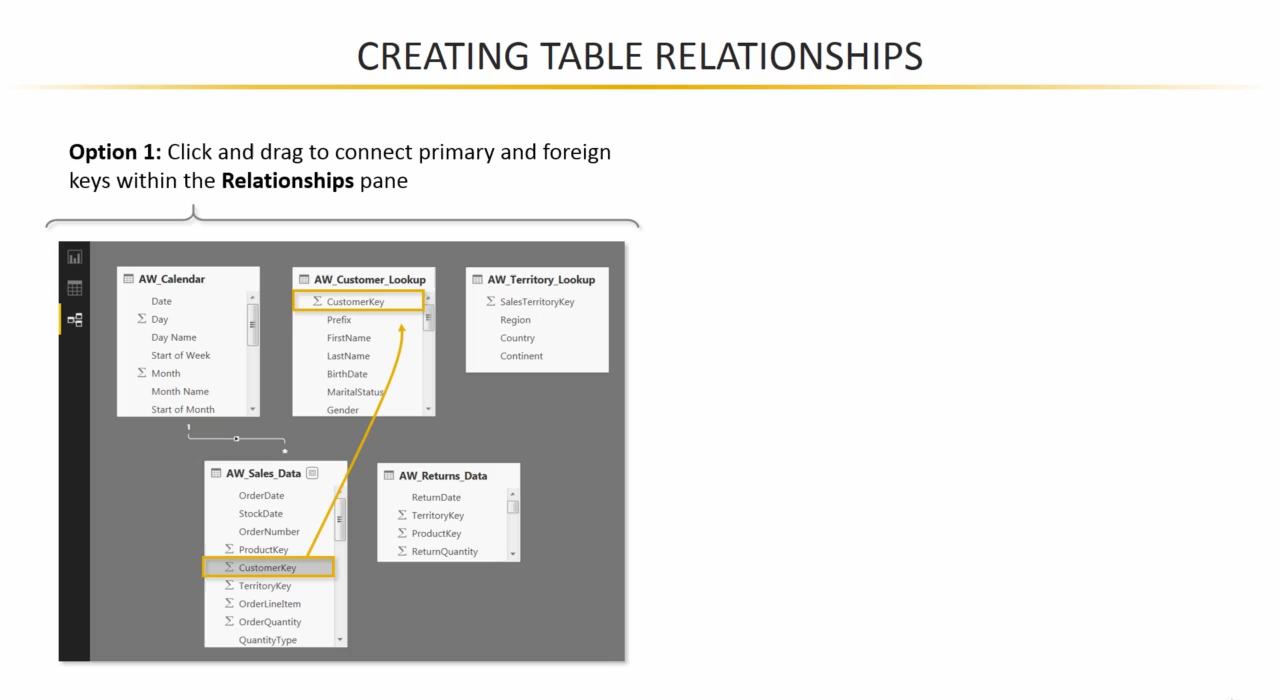 CREATING TABLE RELATIONSHIPS
Option 1: Click and drag to connect primary and foreign
keys within the Relationships pane
AW_Calendar
Date
Σ Day
Day Name
Start of Week
Σ Month
Month Name
Start of Month
AW_Customer_Lookup
Σ CustomerKey
Prefix
FirstName
LastName
BirthDate
MaritalStatus
Gender
AW_Territory_Lookup
Σ SalesTerritoryKey
Region
Country
Continent
1
*
AW_Sales_Data
OrderDate
StockDate
OrderNumber
Σ ProductKey
Σ CustomerKey
Σ TerritoryKey
Σ OrderLineItem
Σ OrderQuantity
QuantityType
AW_Returns_Data
ReturnDate
Σ TerritoryKey
Σ ProductKey
Σ ReturnQuantity